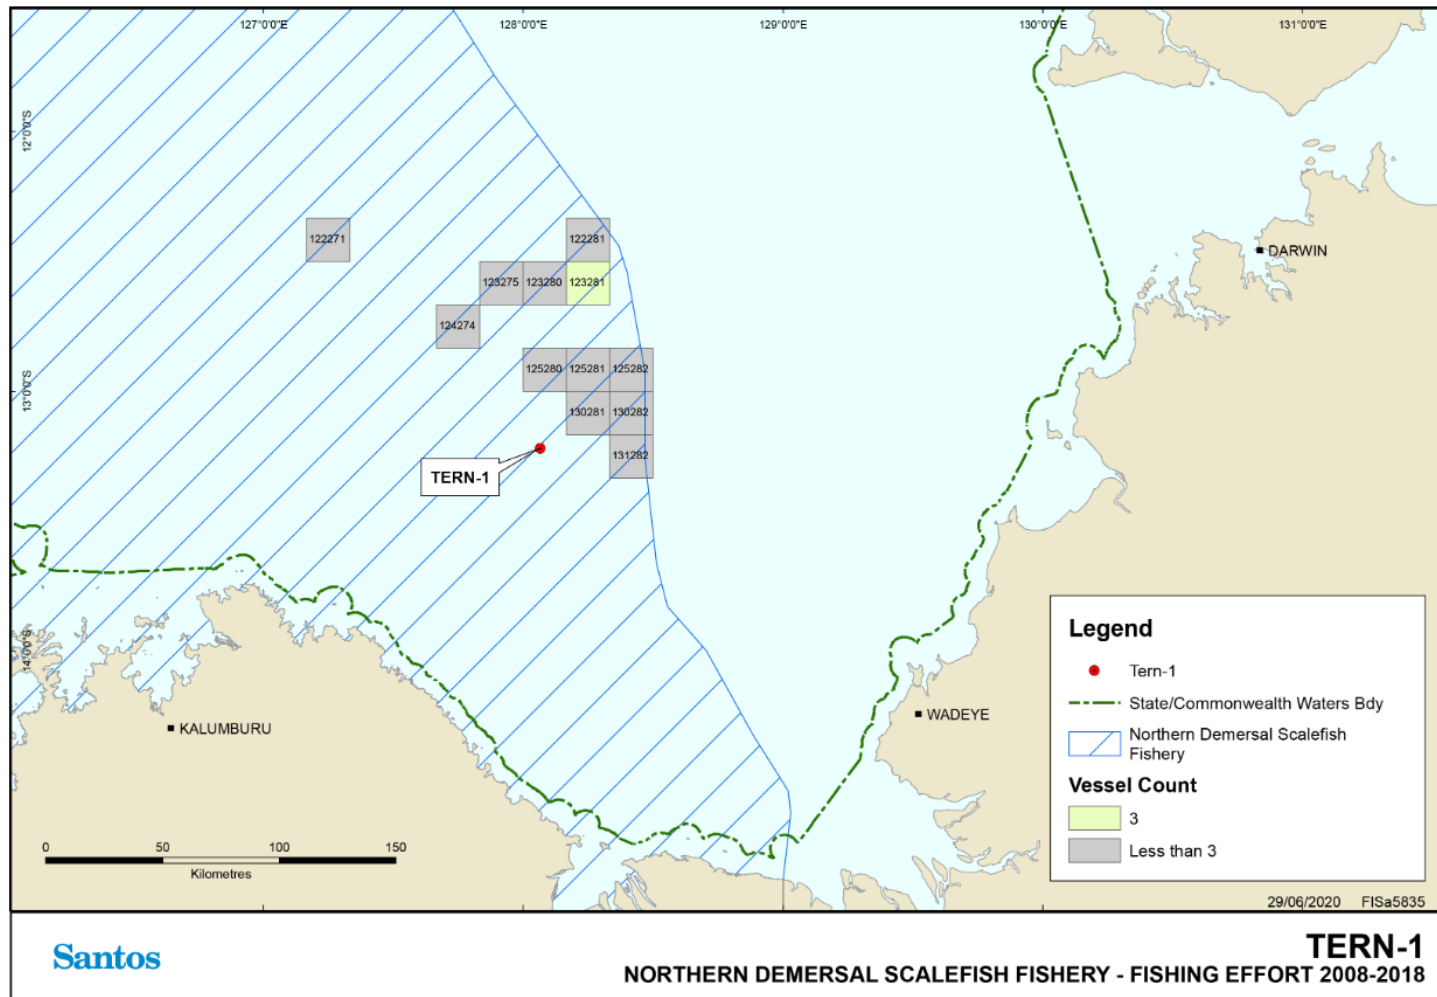 127°0'0"E
128°0'0"E
129°0'0"E
130°0'0"E
131°0'0"E
12°0'0"S
13°0'0"S
14°0'0"S
122271
122281
123275
123280
123281
124274
125280
125281
125282
130281
130282
131282
TERN-1
DARWIN
WADEYE
KALUMBURU
0
50
100
150
Kilometres
Legend
Tern-1
State/Commonwealth Waters Bdy
Northern Demersal Scalefish
Fishery
Vessel Count
3
Less than 3
29/06/2020 FISa5835
Santos
TERN-1
NORTHERN DEMERSAL SCALEFISH FISHERY - FISHING EFFORT 2008-2018